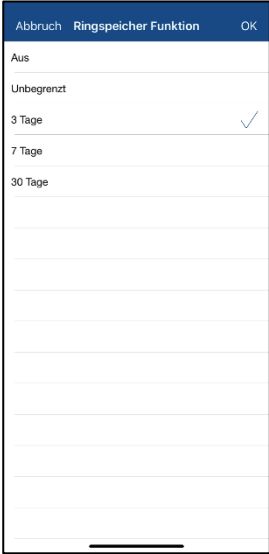 Abbruch Ringspeicher Funktion OK
Aus
Unbegrenzt
3 Tage
7 Tage
30 Tage